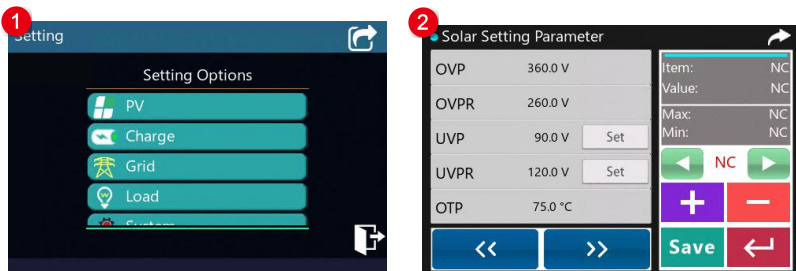 1
Setting
Setting Options
PV
Charge
Grid
Load
System
2
Solar Setting Parameter
OVP 360.0 V
OVPR 260.0 V
UVP 90.0 V Set
UVPR 120.0 V Set
OTP 75.0 °C
<< >>
Item: NC
Value: NC
Max: NC
Min: NC
NC
+ −
Save